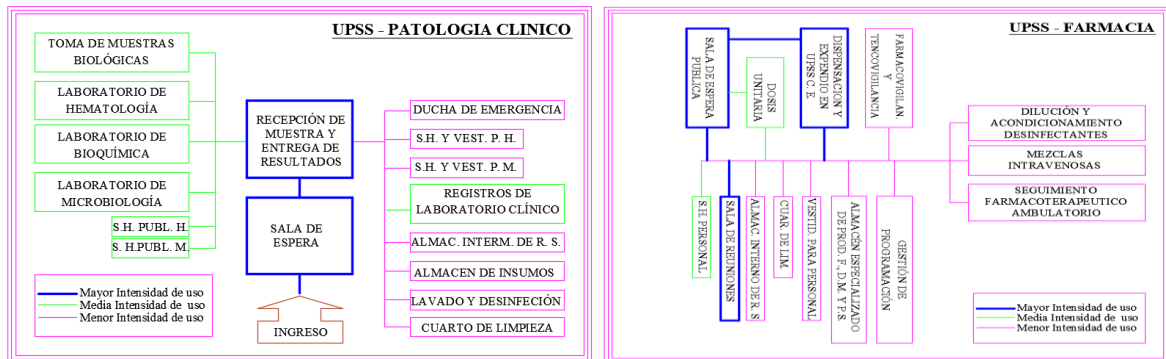 UPSS - PATOLOGIA CLINICO
TOMA DE MUESTRAS
BIOLÓGICAS
LABORATORIO DE
HEMATOLOGÍA
LABORATORIO DE
BIOQUÍMICA
LABORATORIO DE
MICROBIOLOGÍA
S.H. PUBL. H.
S. H.PUBL. M.
RECEPCIÓN DE
MUESTRA Y
ENTREGA DE
RESULTADOS
SALA DE
ESPERA
INGRESO
DUCHA DE EMERGENCIA
S.H. Y VEST. P. H.
S.H. Y VEST. P. M.
REGISTROS DE
LABORATORIO CLÍNICO
ALMAC. INTERM. DE R. S.
ALMACEN DE INSUMOS
LAVADO Y DESINFECIÓN
CUARTO DE LIMPIEZA
Mayor Intensidad de uso
Media Intensidad de uso
Menor Intensidad de uso
UPSS - FARMACIA
SALA DE ESPERA
PUBLICA
DOSIS
UNITARIA
DISPENSACION Y
EXPENDIO EN
UPSS C. E.
FARMACOVIGILAN.
Y
TENCOVIGILANCIA
DILUCIÓN Y
ACONDICIONAMIENTO
DESINFECTANTES
MEZCLAS
INTRAVENOSAS
SEGUIMIENTO
FARMACOTERAPEUTICO
AMBULATORIO
S.H. PERSONAL
SALA DE REUNIONES
ALMAC. INTERNO DE R. S
CUAR. DE LIM.
VESTID. PARA PERSONAL
ALMACÉN ESPECIALIZADO
DE PROD. F., D.M. Y P.S.
GESTIÓN DE
PROGRAMACIÓN
Mayor Intensidad de uso
Media Intensidad de uso
Menor Intensidad de uso